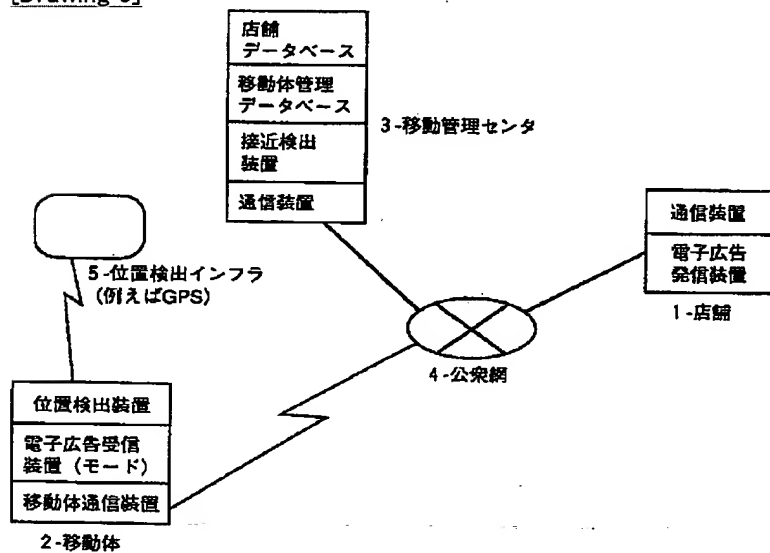 [Drawing 6]
店舗
データベース
移動体管理
データベース
接近検出
装置
通信装置
3-移動管理センタ
通信装置
電子広告
発信装置
1-店舗
5-位置検出インフラ
(例えばGPS)
4-公衆網
位置検出装置
電子広告受信
装置(モード)
移動体通信装置
2-移動体